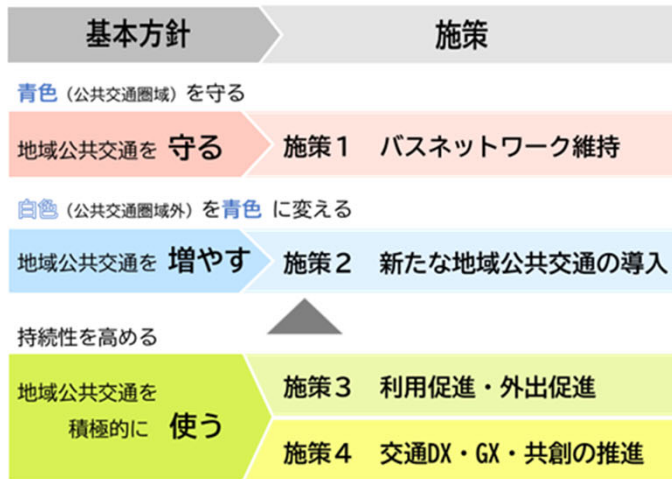 基本方針
施策
青色（公共交通圏域）を守る
地域公共交通を 守る
施策1 バスネットワーク維持
白色（公共交通圏域外）を青色 に変える
地域公共交通を 増やす
施策2 新たな地域公共交通の導入
持続性を高める
地域公共交通を
積極的に 使う
施策3 利用促進・外出促進
施策4 交通DX・GX・共創の推進